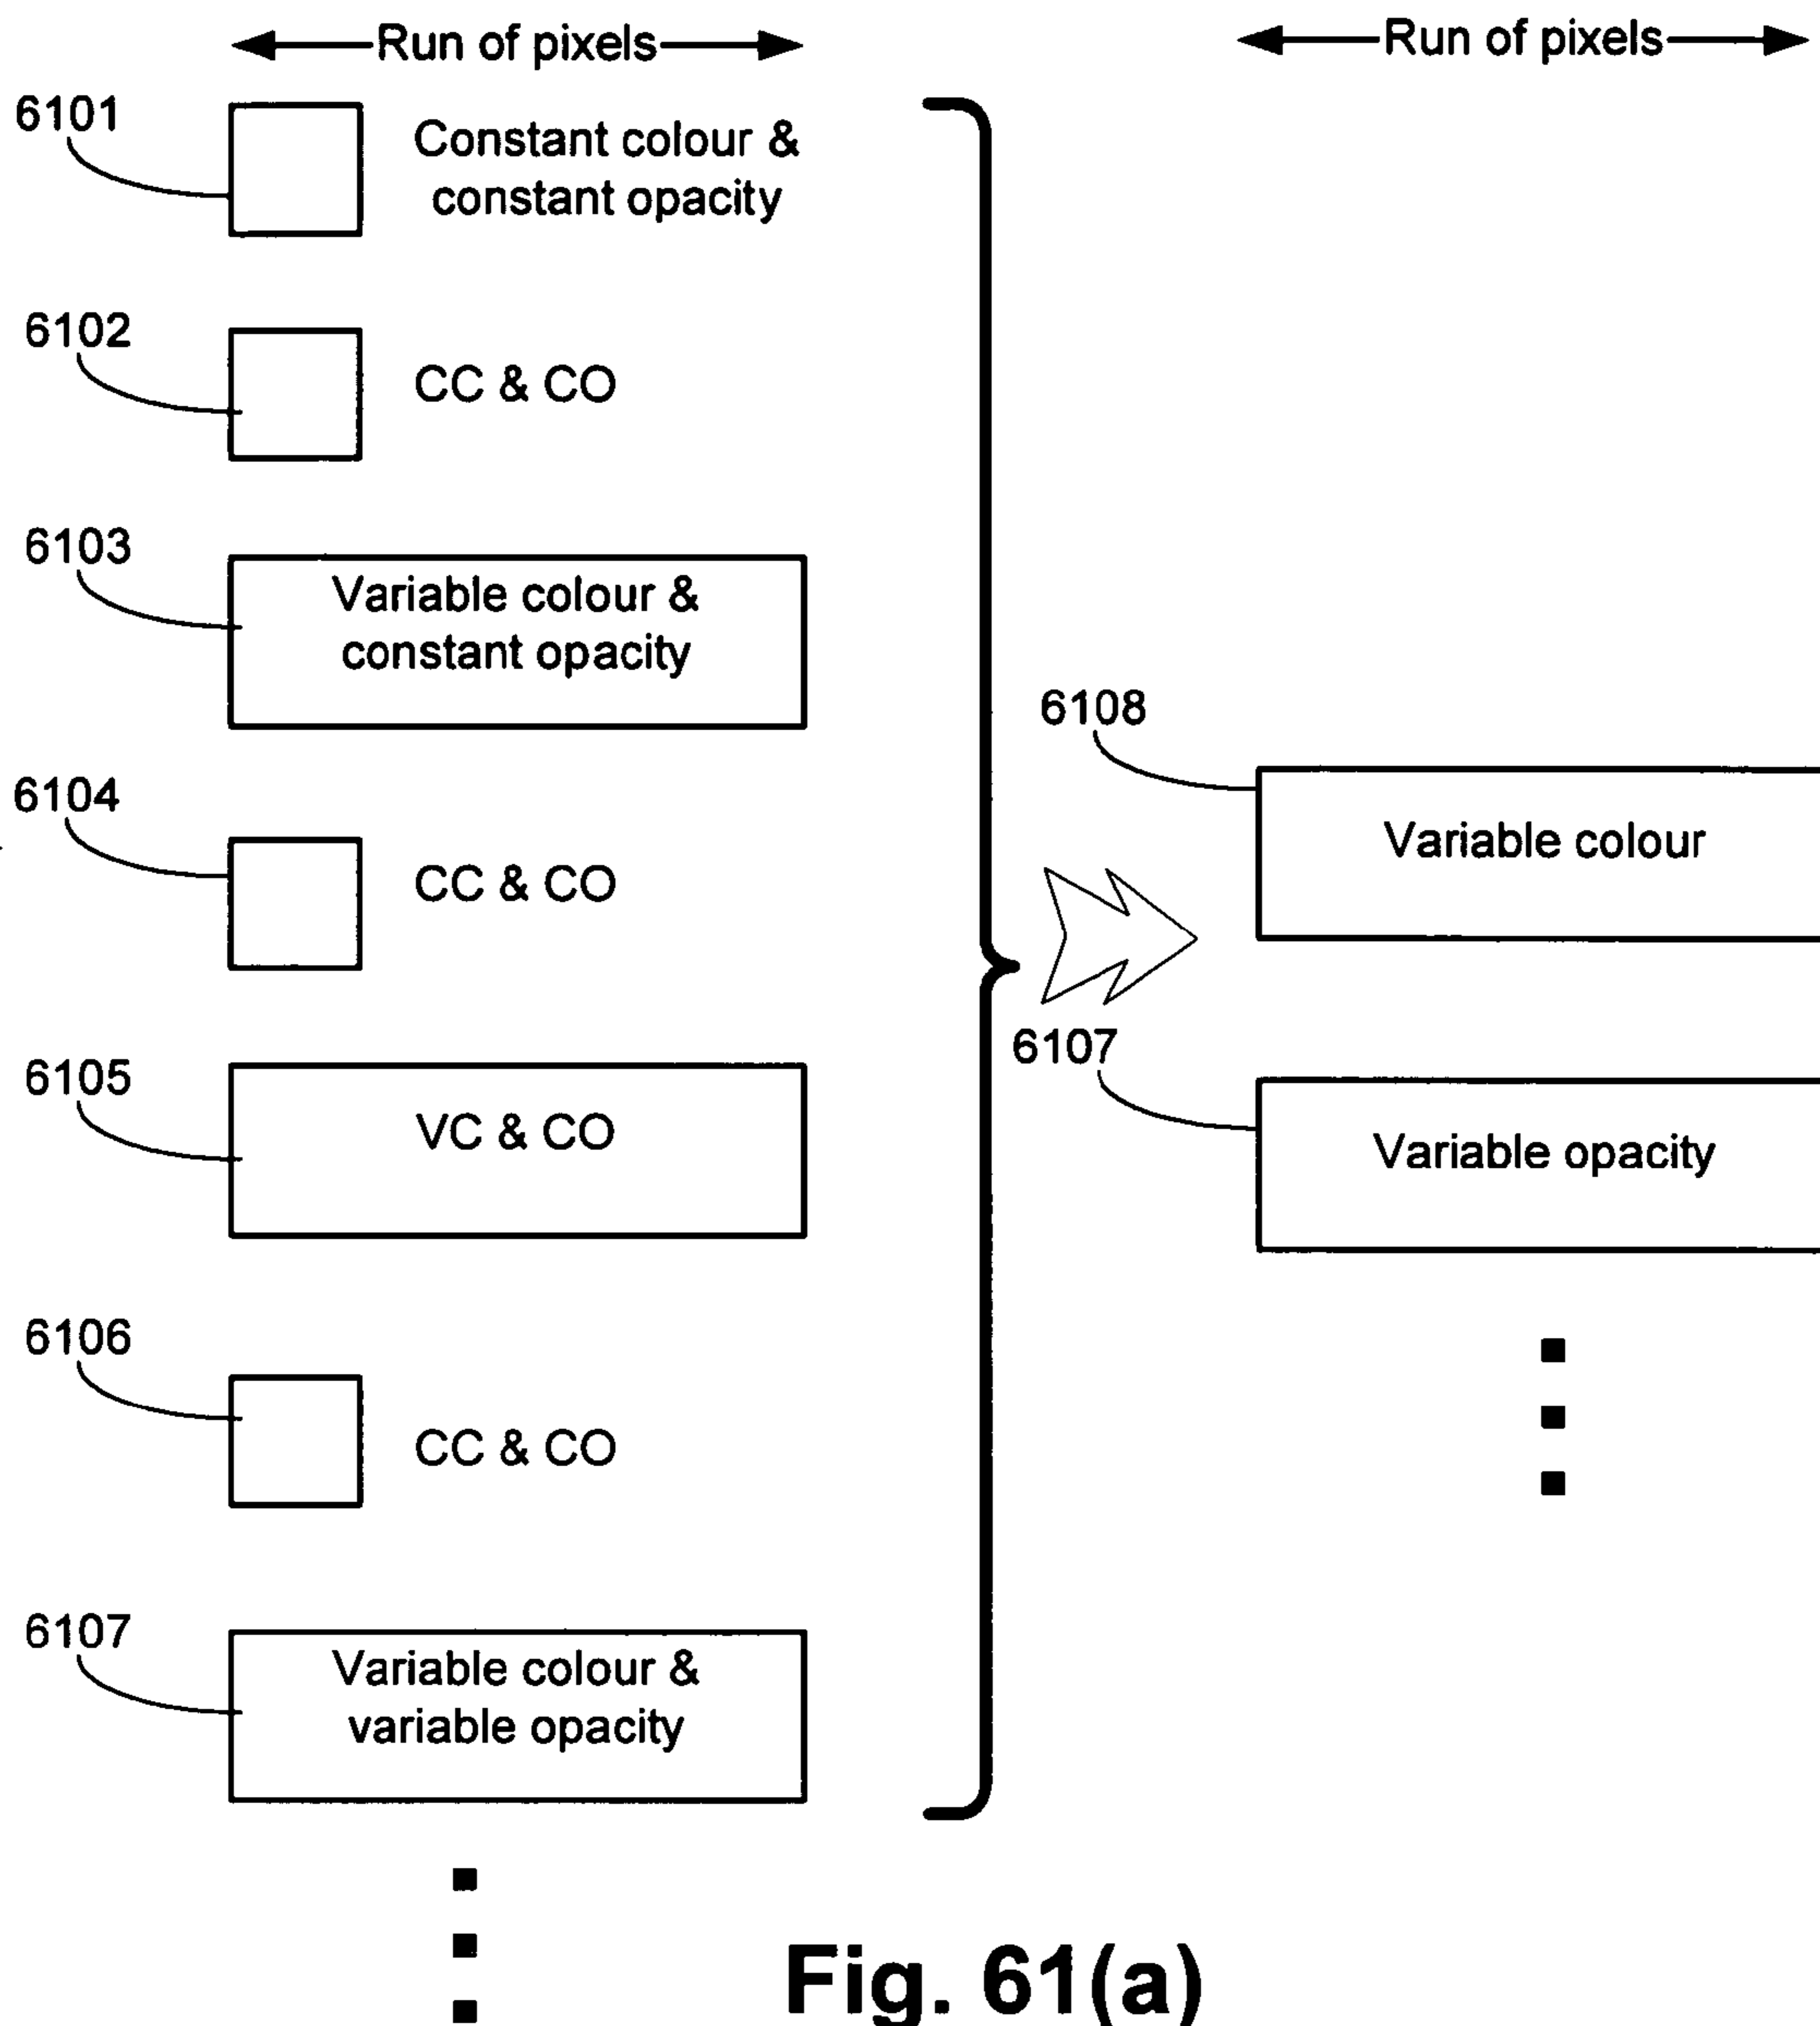 Run of pixels
6101
Constant colour &
constant opacity
6102
CC & CO
6103
Variable colour &
constant opacity
6104
CC & CO
6105
VC & CO
6106
CC & CO
6107
Variable colour &
variable opacity
Run of pixels
6108
Variable colour
6107
Variable opacity
Fig. 61(a)